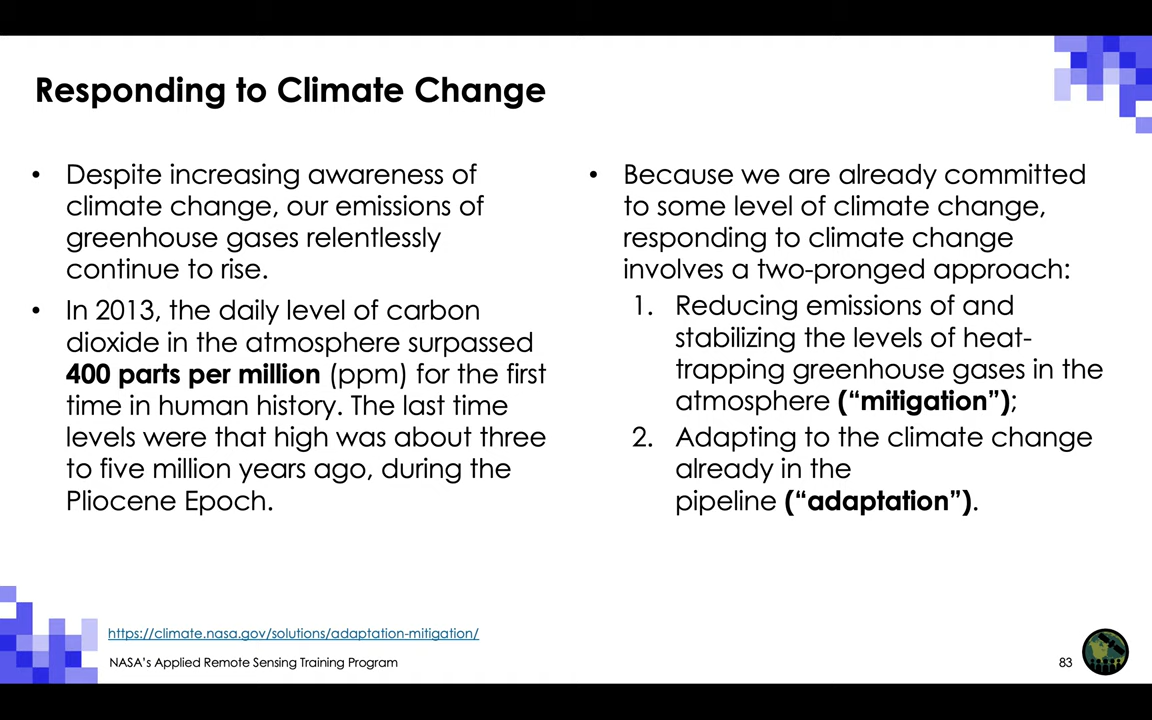 Responding to Climate Change
• Despite increasing awareness of
climate change, our emissions of
greenhouse gases relentlessly
continue to rise.
• In 2013, the daily level of carbon
dioxide in the atmosphere surpassed
400 parts per million (ppm) for the first
time in human history. The last time
levels were that high was about three
to five million years ago, during the
Pliocene Epoch.
• Because we are already committed
to some level of climate change,
responding to climate change
involves a two-pronged approach:
1. Reducing emissions of and
stabilizing the levels of heat-
trapping greenhouse gases in the
atmosphere (“mitigation”);
2. Adapting to the climate change
already in the
pipeline (“adaptation”).
https://climate.nasa.gov/solutions/adaptation-mitigation/
NASA’s Applied Remote Sensing Training Program
83